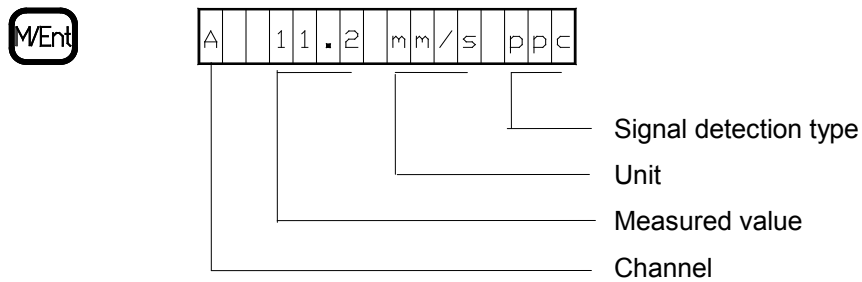 M/Ent
A 11.2 mm/s ppc
Signal detection type
Unit
Measured value
Channel